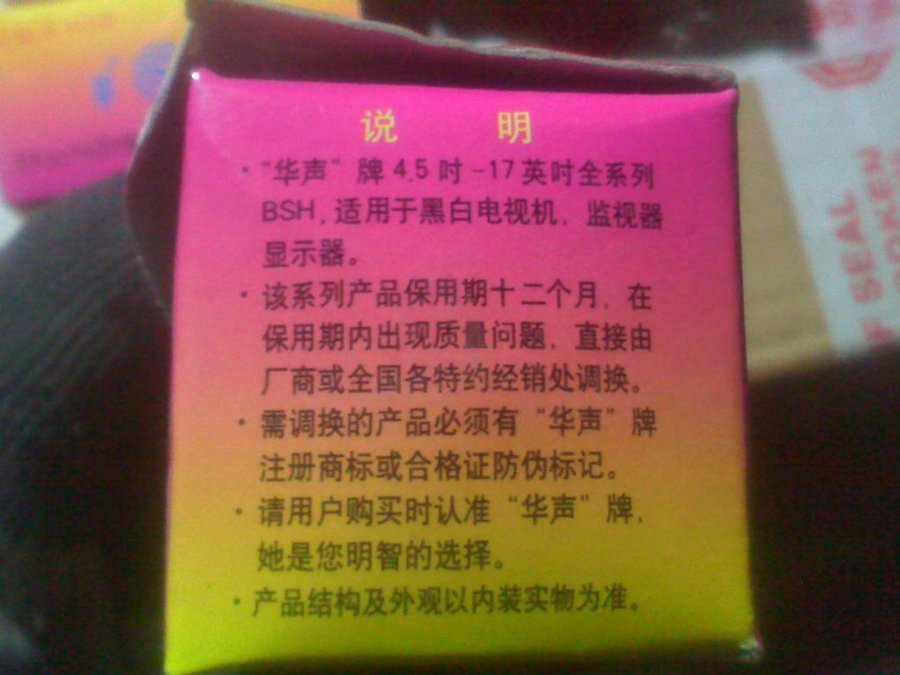 说 明
·“华声”牌 4.5 吋-17 英吋全系列
BSH, 适用于黑白电视机, 监视器
显示器。
·该系列产品保用期十二个月, 在
保用期内出现质量问题, 直接由
厂商或全国各特约经销处调换。
·需调换的产品必须有“华声”牌
注册商标或合格证防伪标记。
·请用户购买时认准“华声”牌,
她是您明智的选择。
·产品结构及外观以内装实物为准。
SEAL